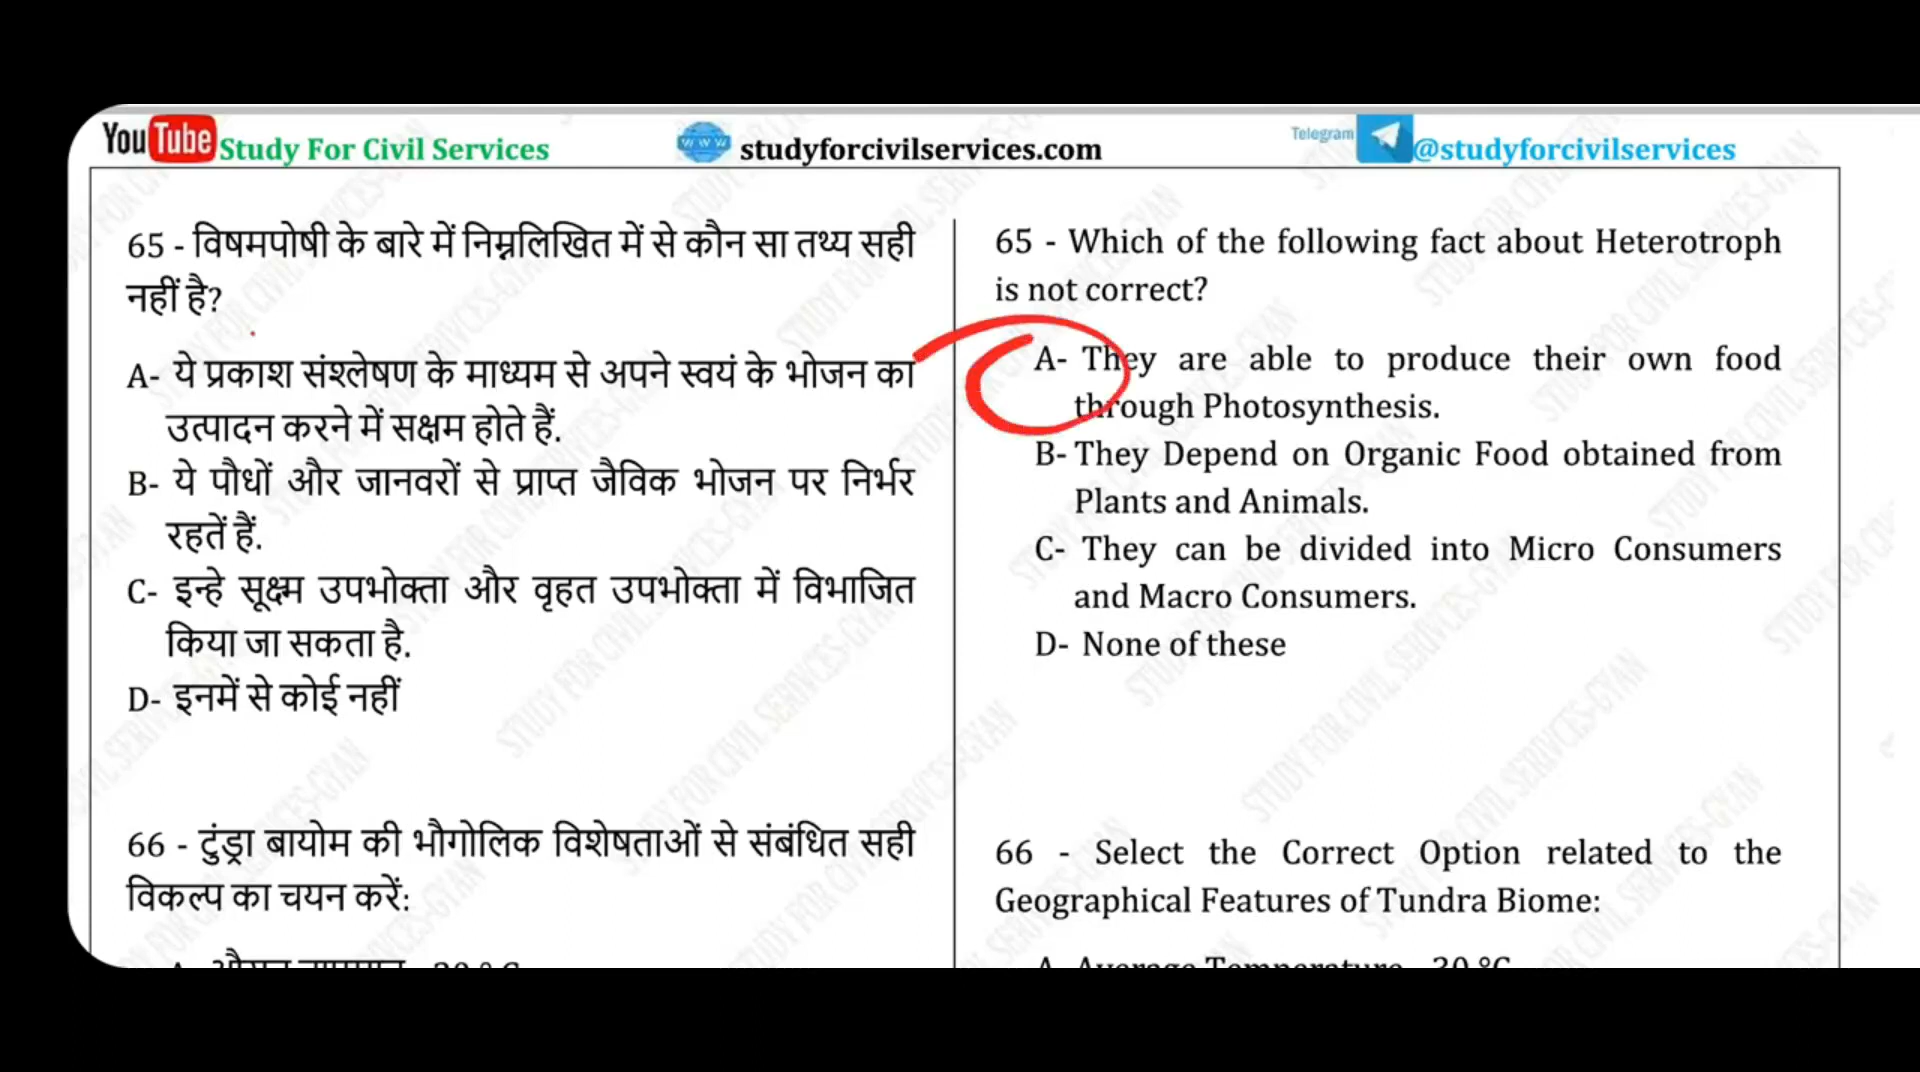 YouTube Study For Civil Services
www studyforcivilservices.com
Telegram @studyforcivilservices
65 - विषमपोषी के बारे में निम्नलिखित में से कौन सा तथ्य सही
नहीं है?
A- ये प्रकाश संश्लेषण के माध्यम से अपने स्वयं के भोजन का
उत्पादन करने में सक्षम होते हैं.
B- ये पौधों और जानवरों से प्राप्त जैविक भोजन पर निर्भर
रहतें हैं.
C- इन्हे सूक्ष्म उपभोक्ता और वृहत उपभोक्ता में विभाजित
किया जा सकता है.
D- इनमें से कोई नहीं
66 - टुंड्रा बायोम की भौगोलिक विशेषताओं से संबंधित सही
विकल्प का चयन करें:
65 - Which of the following fact about Heterotroph
is not correct?
A- They are able to produce their own food
through Photosynthesis.
B- They Depend on Organic Food obtained from
Plants and Animals.
C- They can be divided into Micro Consumers
and Macro Consumers.
D- None of these
66 - Select the Correct Option related to the
Geographical Features of Tundra Biome: